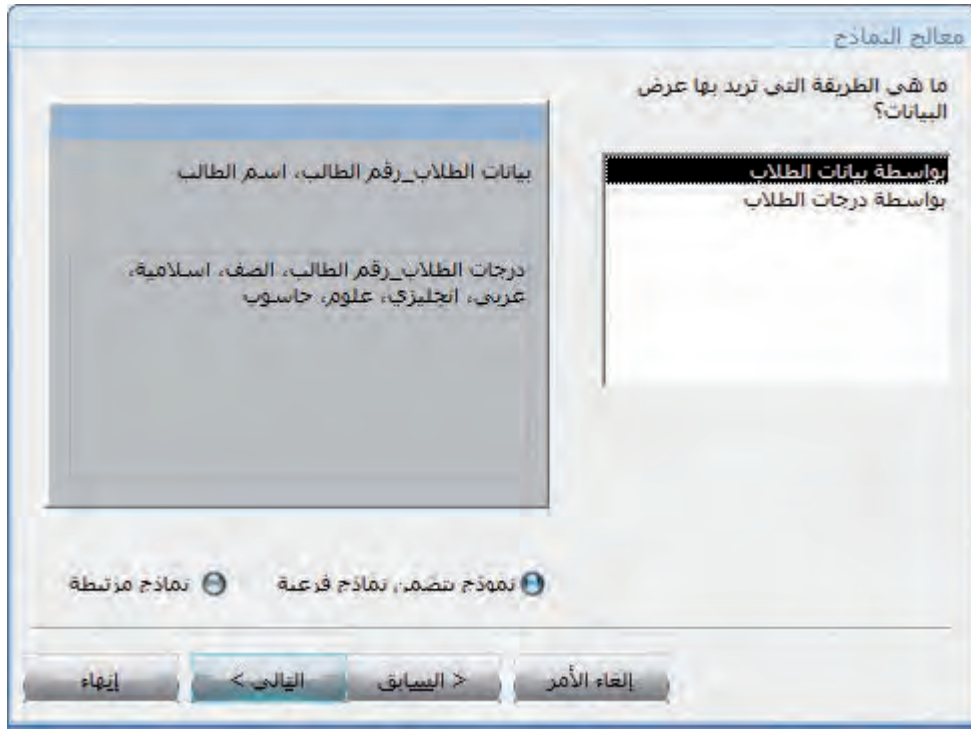 معالج النماذج
ما هي الطريقة التي تريد بها عرض
البيانات؟
بواسطة بيانات الطلاب
بواسطة درجات الطلاب
بيانات الطلاب_رقم الطالب، اسم الطالب
درجات الطلاب_رقم الطالب، الصف، اسلامية،
عربي، انجليزي، علوم، حاسوب
نموذج يتضمن نماذج فرعية
نماذج مرتبطة
إلغاء الأمر
< السابق
التالي >
إنهاء